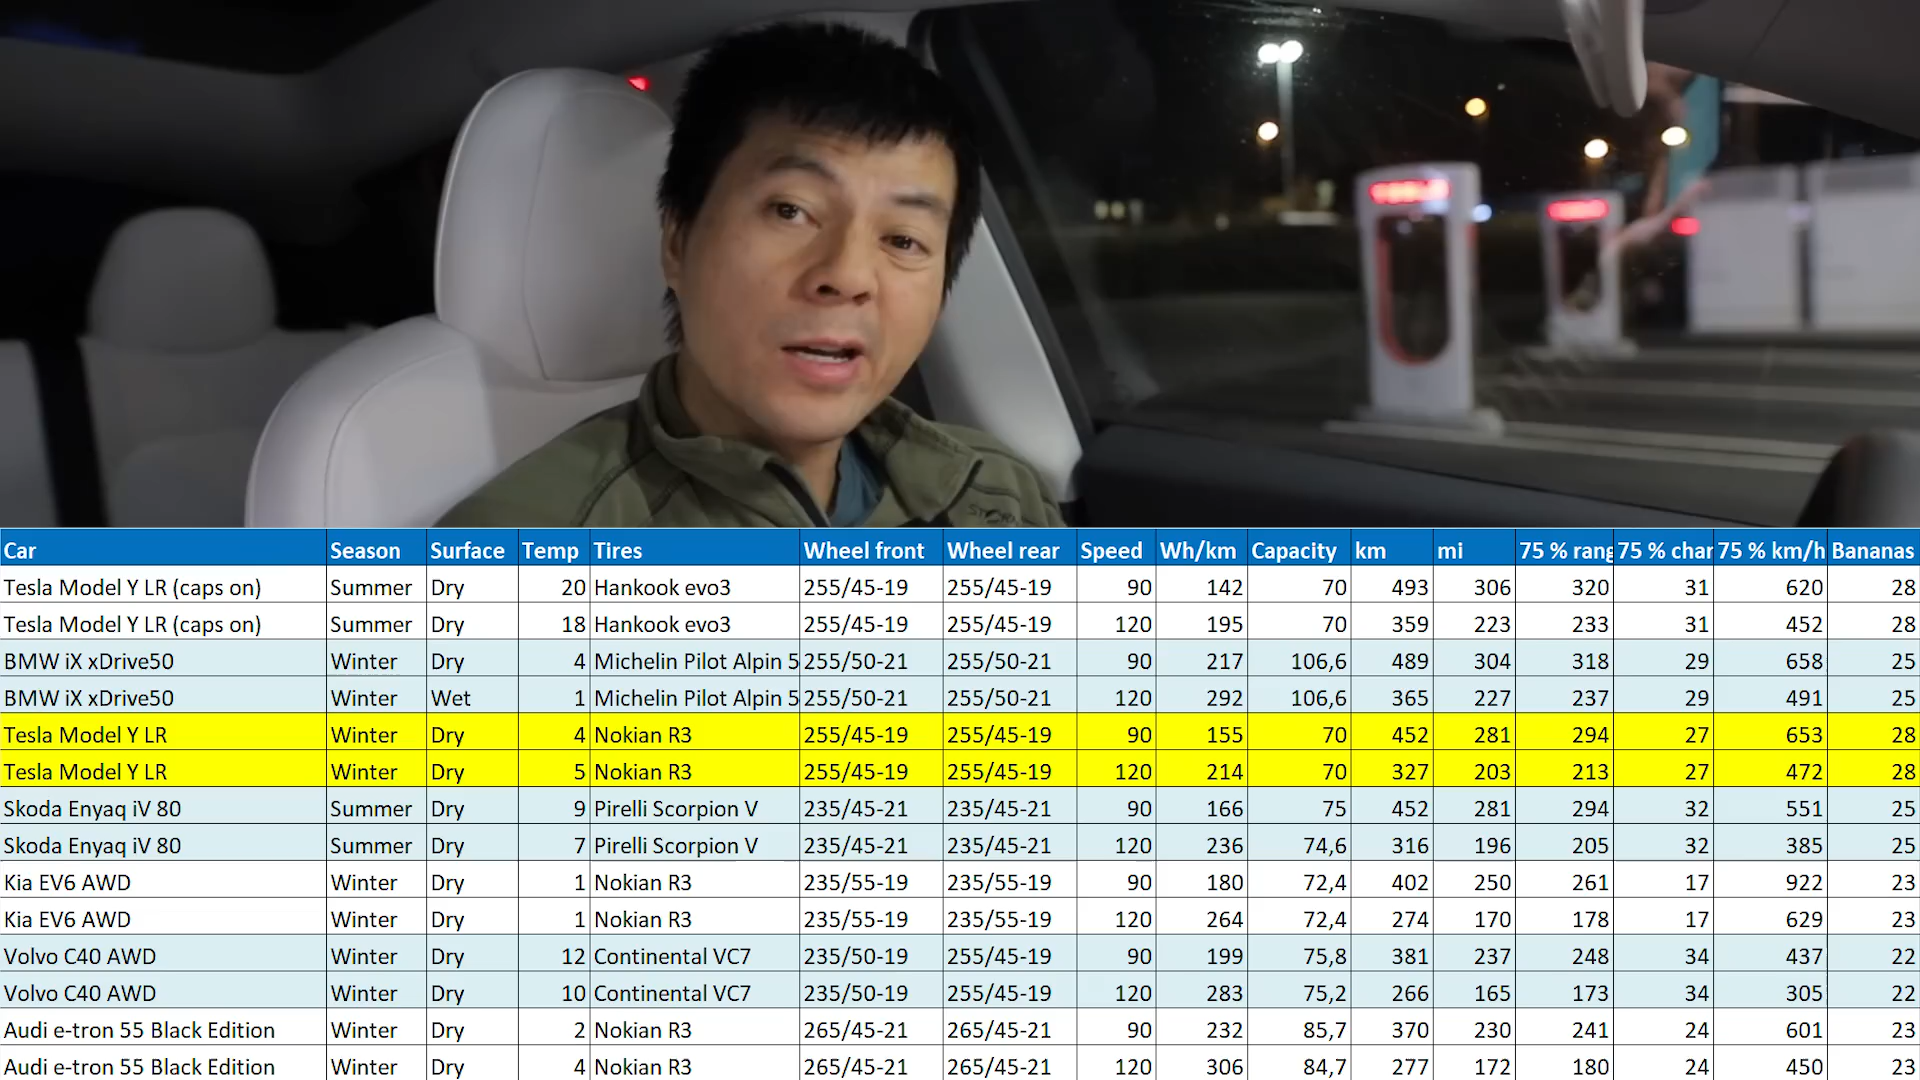 Car Season Surface Temp Tires Wheel front Wheel rear Speed Wh/km Capacity km mi 75 % rang 75 % char 75 % km/h Bananas
Tesla Model Y LR (caps on) Summer Dry 20 Hankook evo3 255/45-19 255/45-19 90 142 70 493 306 320 31 620 28
Tesla Model Y LR (caps on) Summer Dry 18 Hankook evo3 255/45-19 255/45-19 120 195 70 359 223 233 31 452 28
BMW iX xDrive50 Winter Dry 4 Michelin Pilot Alpin 5 255/50-21 255/50-21 90 217 106,6 489 304 318 29 658 25
BMW iX xDrive50 Winter Wet 1 Michelin Pilot Alpin 5 255/50-21 255/50-21 120 292 106,6 365 227 237 29 491 25
Tesla Model Y LR Winter Dry 4 Nokian R3 255/45-19 255/45-19 90 155 70 452 281 294 27 653 28
Tesla Model Y LR Winter Dry 5 Nokian R3 255/45-19 255/45-19 120 214 70 327 203 213 27 472 28
Skoda Enyaq iV 80 Summer Dry 9 Pirelli Scorpion V 235/45-21 235/45-21 90 166 75 452 281 294 32 551 25
Skoda Enyaq iV 80 Summer Dry 7 Pirelli Scorpion V 235/45-21 235/45-21 120 236 74,6 316 196 205 32 385 25
Kia EV6 AWD Winter Dry 1 Nokian R3 235/55-19 235/55-19 90 180 72,4 402 250 261 17 922 23
Kia EV6 AWD Winter Dry 1 Nokian R3 235/55-19 235/55-19 120 264 72,4 274 170 178 17 629 23
Volvo C40 AWD Winter Dry 12 Continental VC7 235/50-19 255/45-19 90 199 75,8 381 237 248 34 437 22
Volvo C40 AWD Winter Dry 10 Continental VC7 235/50-19 255/45-19 120 283 75,2 266 165 173 34 305 22
Audi e-tron 55 Black Edition Winter Dry 2 Nokian R3 265/45-21 265/45-21 90 232 85,7 370 230 241 24 601 23
Audi e-tron 55 Black Edition Winter Dry 4 Nokian R3 265/45-21 265/45-21 120 306 84,7 277 172 180 24 450 23